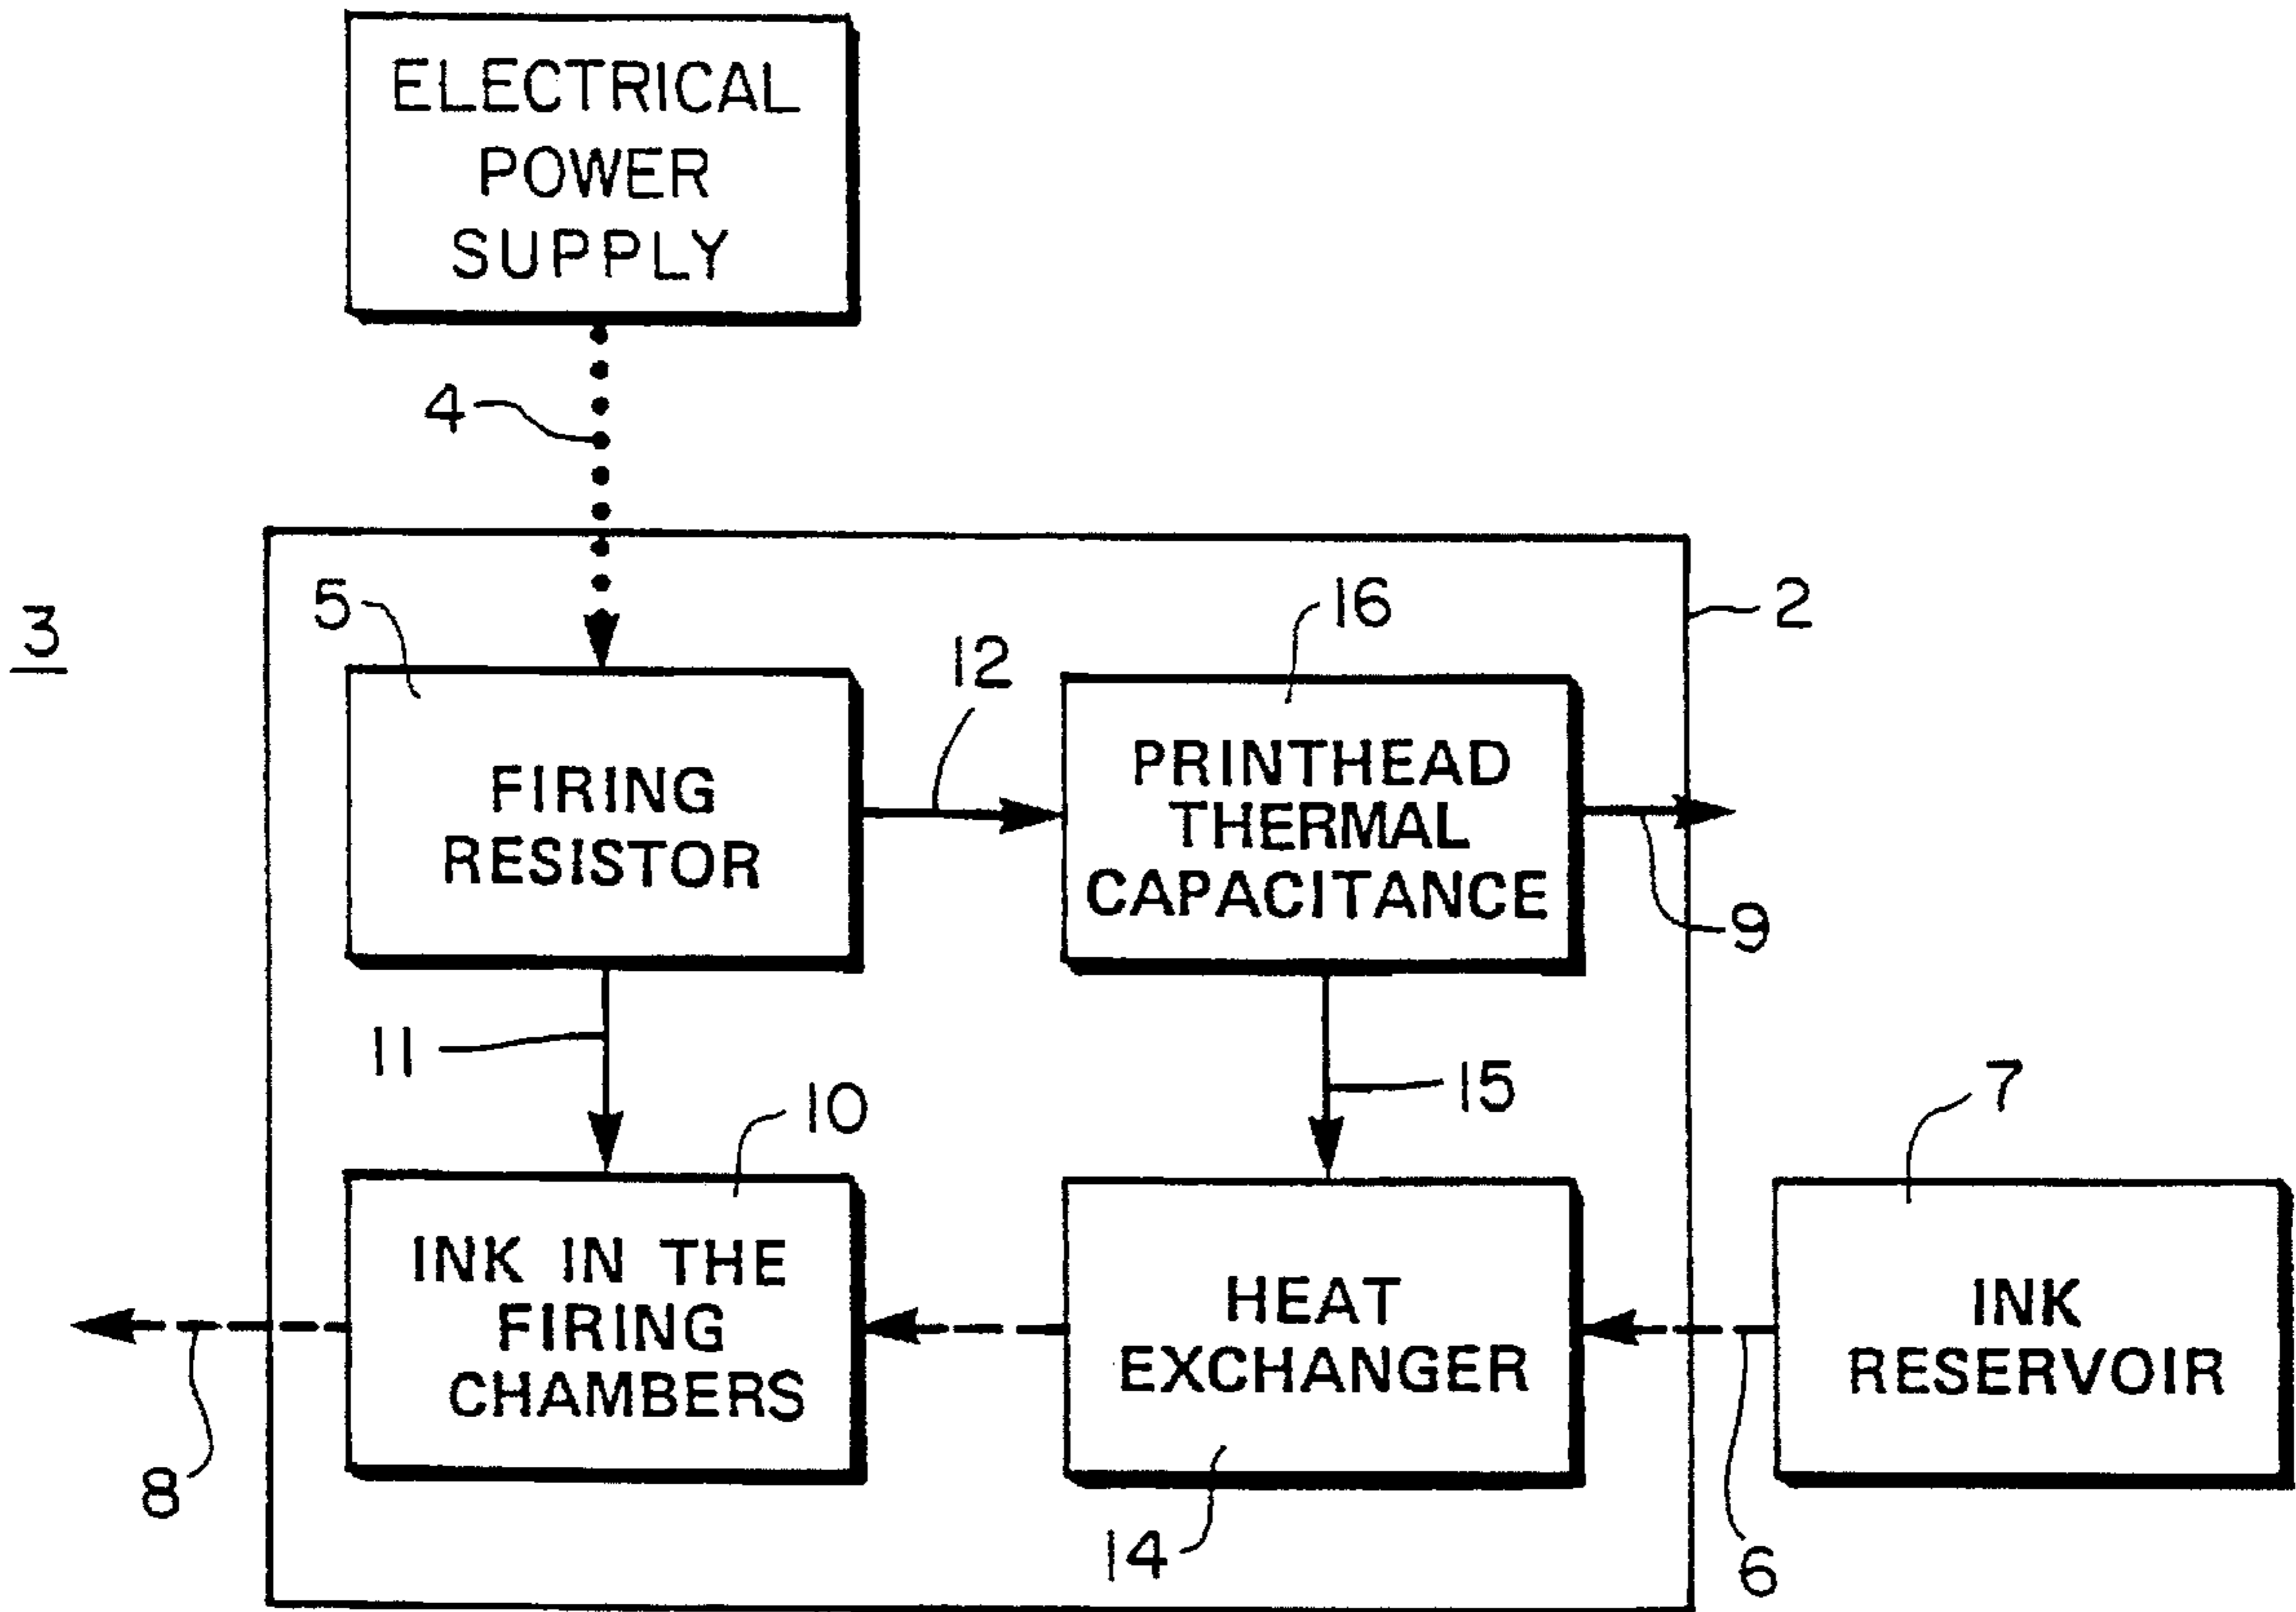 ELECTRICAL
POWER
SUPPLY
4
3
5
16
2
12
FIRING
RESISTOR
PRINTHEAD
THERMAL
CAPACITANCE
9
11
15
10
7
INK IN THE
FIRING
CHAMBERS
HEAT
EXCHANGER
INK
RESERVOIR
8
14
6